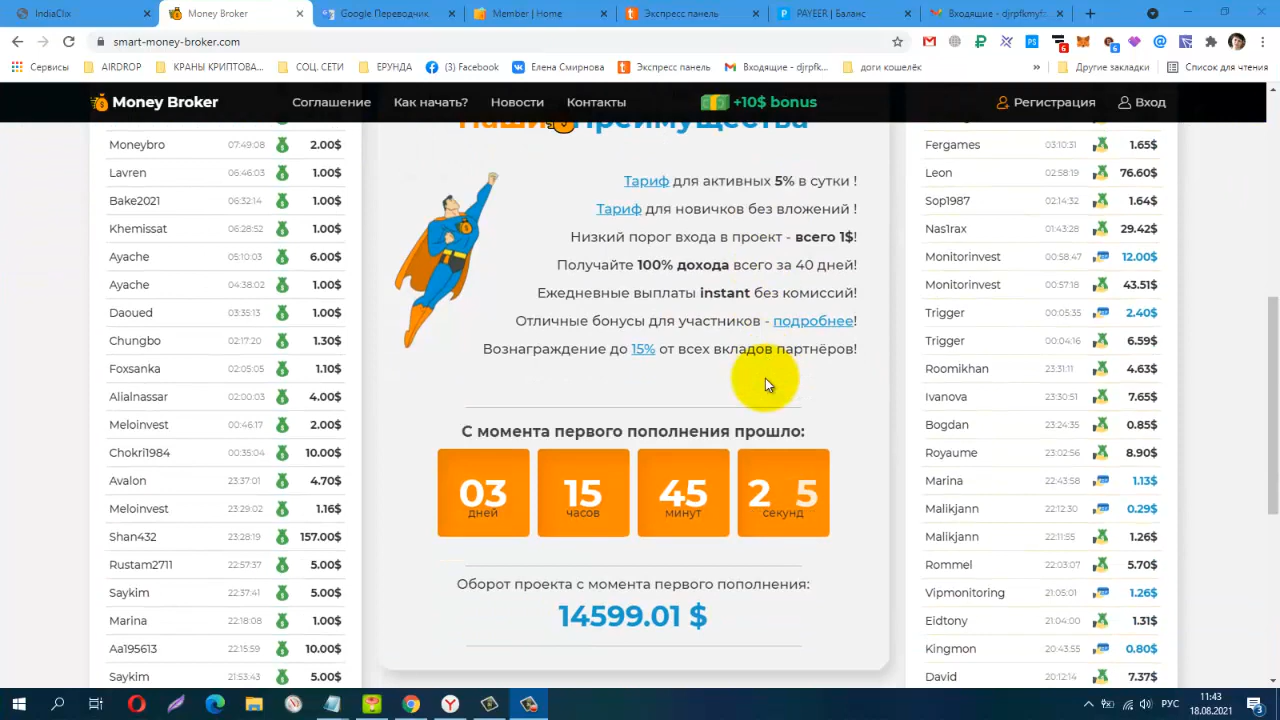 IndiaClix
Money Broker
Google Переводчик
Member | Home
Экспресс панель
PAYEER | Баланс
Входящие - djrpfkmyf
11:43
smart-money-broker.com
Сервисы
AIRDROP
КРАНЫ КРИПТОВА...
СОЦ. СЕТИ
ЕРУНДА
(3) Facebook
Елена Смирнова
Экспресс панель
Входящие - djrpfk...
доги кошелёк
»
Другие закладки
Список для чтения
Money Broker
Соглашение
Как начать?
Новости
Контакты
+10$ bonus
Регистрация
Вход
Наши Преимущества
Moneybro 07:49:08 2.00$
Lavren 06:46:03 1.00$
Bake2021 06:32:14 1.00$
Khemissat 06:28:52 1.00$
Ayache 05:10:03 6.00$
Ayache 04:38:02 1.00$
Daoued 03:35:13 1.00$
Chungbo 02:17:20 1.30$
Foxsanka 02:05:05 1.10$
Alialnassar 02:00:03 4.00$
Meloinvest 00:46:17 2.00$
Chokri1984 00:35:04 10.00$
Avalon 23:37:01 4.70$
Meloinvest 23:29:02 1.16$
Shan432 23:28:19 157.00$
Rustam2711 22:57:37 5.00$
Saykim 22:37:41 5.00$
Marina 22:18:08 1.00$
Aa195613 22:15:59 10.00$
Saykim 21:53:43 5.00$
Тариф для активных 5% в сутки !
Тариф для новичков без вложений !
Низкий порог входа в проект - всего 1$!
Получайте 100% дохода всего за 40 дней!
Ежедневные выплаты instant без комиссий!
Отличные бонусы для участников - подробнее!
Вознаграждение до 15% от всех вкладов партнёров!
С момента первого пополнения прошло:
03 15 45 2 5
дней часов минут секунд
Оборот проекта с момента первого пополнения:
14599.01 $
Fergames 03:10:31 1.65$
Leon 02:58:19 76.60$
Sop1987 02:14:32 1.64$
Nas1rax 01:43:28 29.42$
Monitorinvest 00:58:47 12.00$
Monitorinvest 00:57:18 43.51$
Trigger 00:05:35 2.40$
Trigger 00:04:16 6.59$
Roomikhan 23:31:11 4.63$
Ivanova 23:30:51 7.65$
Bogdan 23:24:35 0.85$
Royaume 23:02:56 8.90$
Marina 22:43:58 1.13$
Malikjann 22:12:30 0.29$
Malikjann 22:11:55 1.26$
Rommel 22:03:07 5.70$
Vipmonitoring 21:05:01 1.26$
Eidtony 21:04:00 1.31$
Kingmon 20:43:55 0.80$
David 20:12:14 7.37$
РУС
11:43
18.08.2021